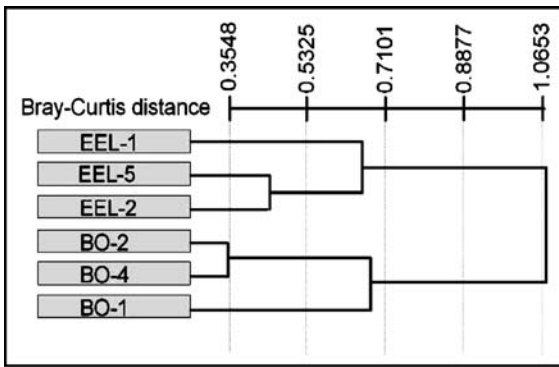 0.3548
0.5325
0.7101
0.8877
1.0653
Bray-Curtis distance
EEL-1
EEL-5
EEL-2
BO-2
BO-4
BO-1